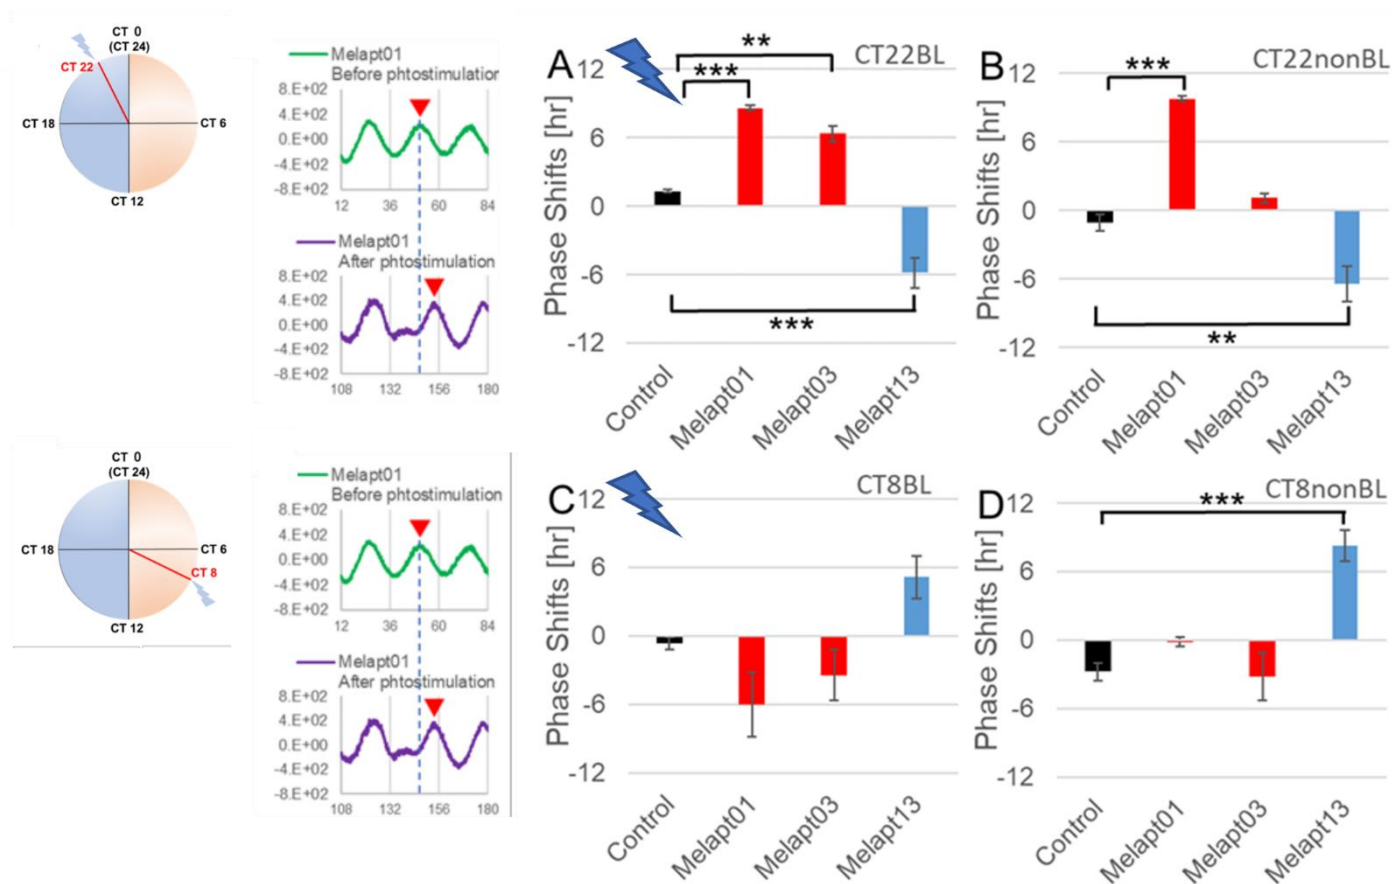 CT 0
(CT 24)
CT 22
CT 18
CT 6
CT 12
Melapt01
Before phtostimulation
8.E+02
4.E+02
0.E+00
-4.E+02
-8.E+02
12 36 60 84
Melapt01
After phtostimulation
8.E+02
4.E+02
0.E+00
-4.E+02
-8.E+02
108 132 156 180
A
CT22BL
Phase Shifts [hr]
12
6
0
-6
-12
**
***
***
Control Melapt01 Melapt03 Melapt13
B
CT22nonBL
Phase Shifts [hr]
12
6
0
-6
-12
***
**
Control Melapt01 Melapt03 Melapt13
CT 0
(CT 24)
CT 18
CT 6
CT 8
CT 12
Melapt01
Before phtostimulation
8.E+02
4.E+02
0.E+00
-4.E+02
-8.E+02
12 36 60 84
Melapt01
After phtostimulation
8.E+02
4.E+02
0.E+00
-4.E+02
-8.E+02
108 132 156 180
C
CT8BL
Phase Shifts [hr]
12
6
0
-6
-12
Control Melapt01 Melapt03 Melapt13
D
CT8nonBL
Phase Shifts [hr]
12
6
0
-6
-12
***
Control Melapt01 Melapt03 Melapt13